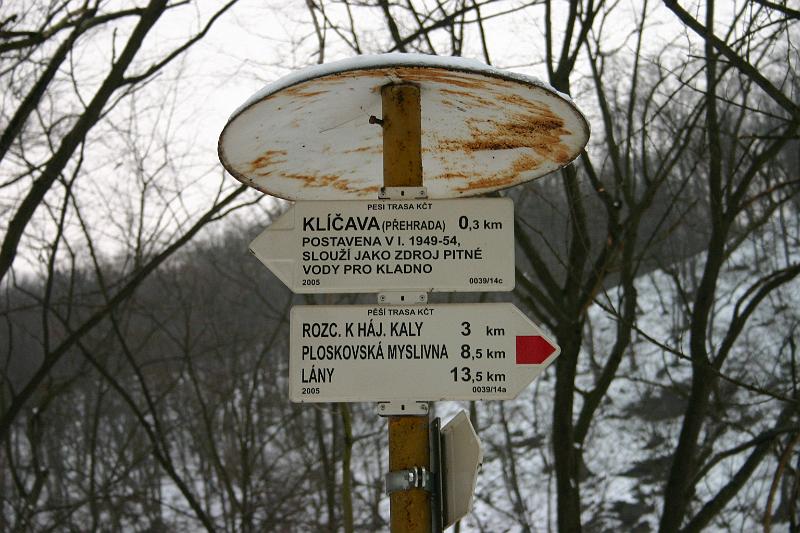 PESI TRASA KČT
KLÍČAVA (PŘEHRADA) 0,3 km
POSTAVENA V l. 1949-54,
SLOUŽÍ JAKO ZDROJ PITNÉ
VODY PRO KLADNO
2005 0039/14c
PĚŠÍ TRASA KČT
ROZC. K HÁJ. KALY 3 km
PLOSKOVSKÁ MYSLIVNA 8,5 km
LÁNY 13,5 km
2005 0039/14a